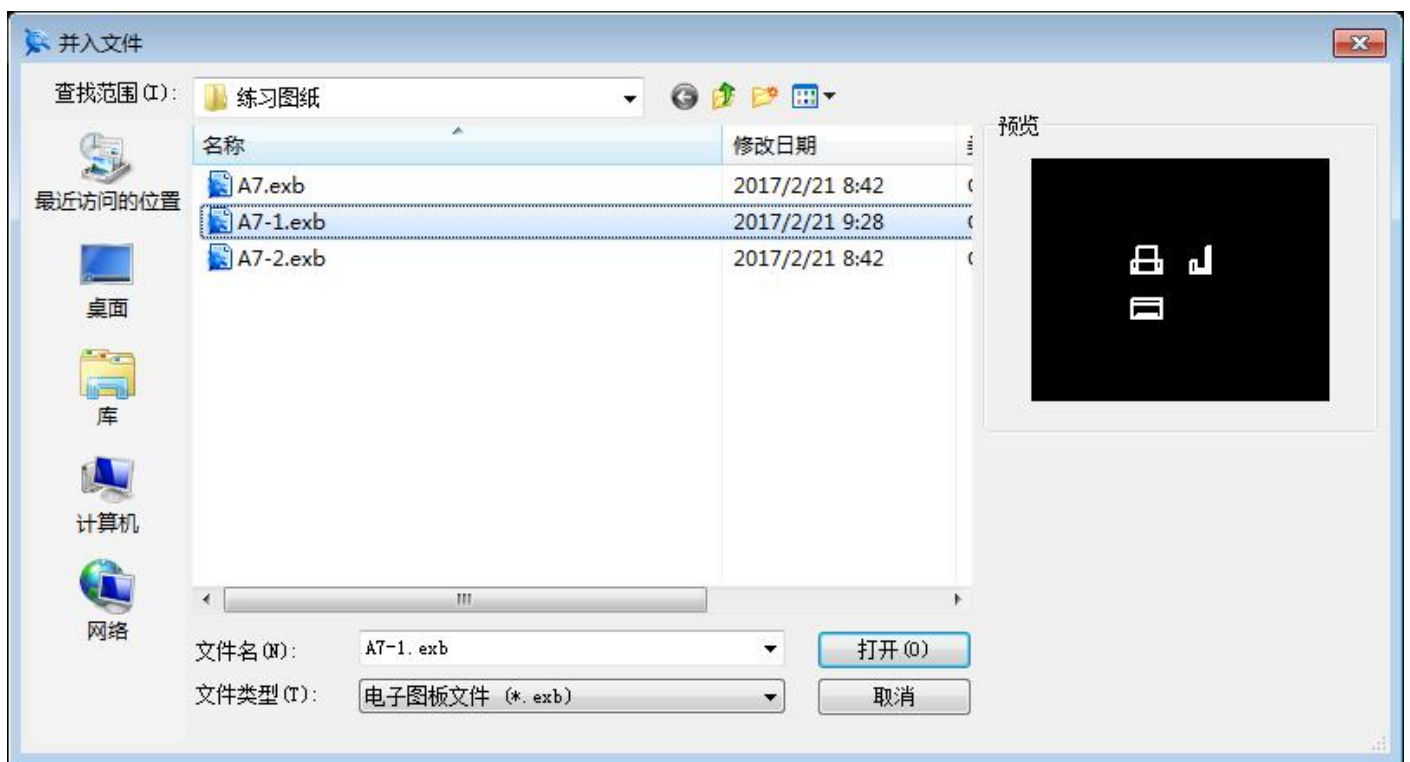 并入文件
查找范围(I):
练习图纸
预览
名称
修改日期
A7.exb
2017/2/21 8:42
A7-1.exb
2017/2/21 9:28
A7-2.exb
2017/2/21 8:42
最近访问的位置
桌面
库
计算机
网络
文件名(N):
A7-1.exb
打开(O)
文件类型(T):
电子图板文件 (*.exb)
取消